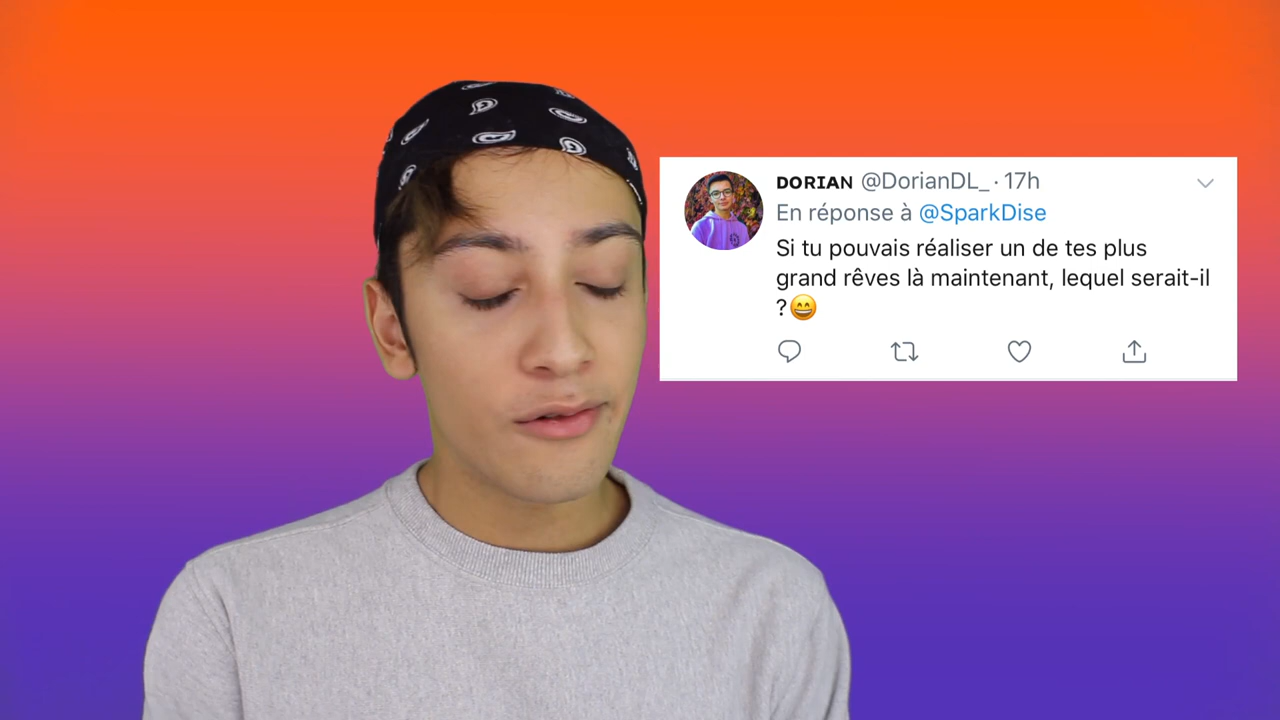 DORIAN @DorianDL_ · 17h
En réponse à @SparkDise
Si tu pouvais réaliser un de tes plus
grand rêves là maintenant, lequel serait-il
?😄